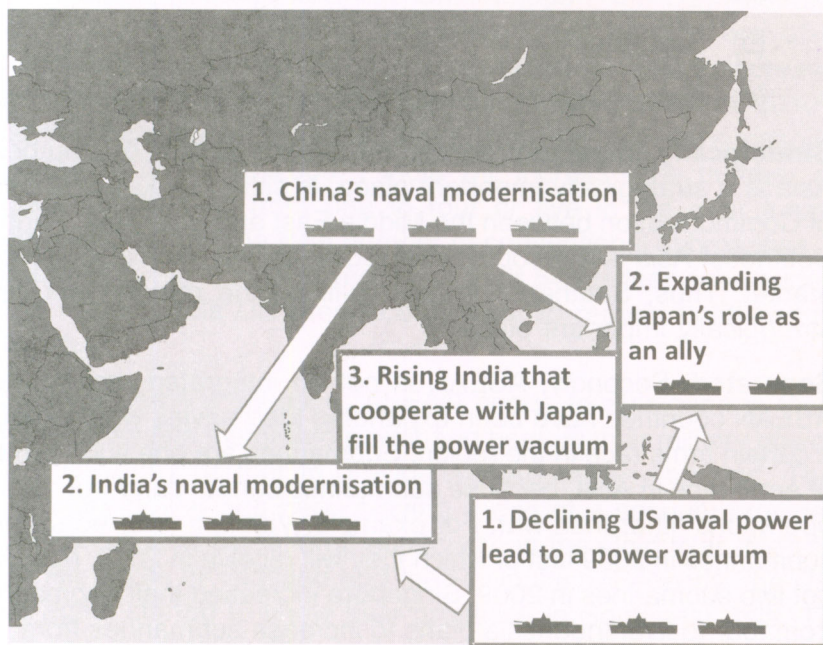 1. China's naval modernisation
2. Expanding
Japan's role as
an ally
3. Rising India that
cooperate with Japan,
fill the power vacuum
2. India's naval modernisation
1. Declining US naval power
lead to a power vacuum